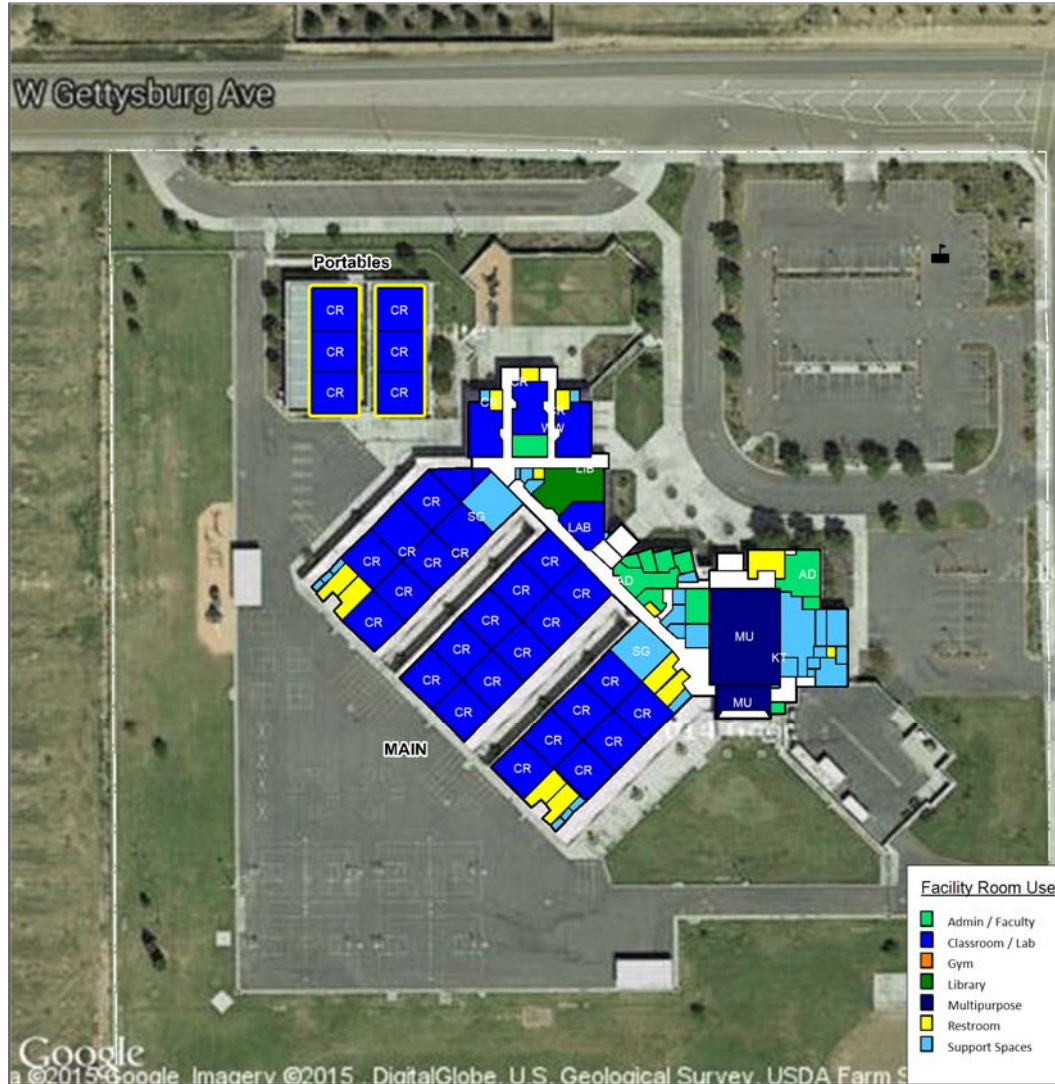 W Gettysburg Ave
Portables
CR
CR
CR
CR
CR
CR
CR
CR
CR
WW
LIB
CR
SG
LAB
CR
CR
CR
CR
CR
CR
CR
CR
CR
CR
CR
CR
CR
CR
AD
AD
MU
KT
MU
SG
CR
CR
CR
CR
CR
CR
MAIN
Facility Room Use
Admin / Faculty
Classroom / Lab
Gym
Library
Multipurpose
Restroom
Support Spaces
Google
©2015 Google Imagery ©2015 , DigitalGlobe, U.S. Geological Survey, USDA Farm